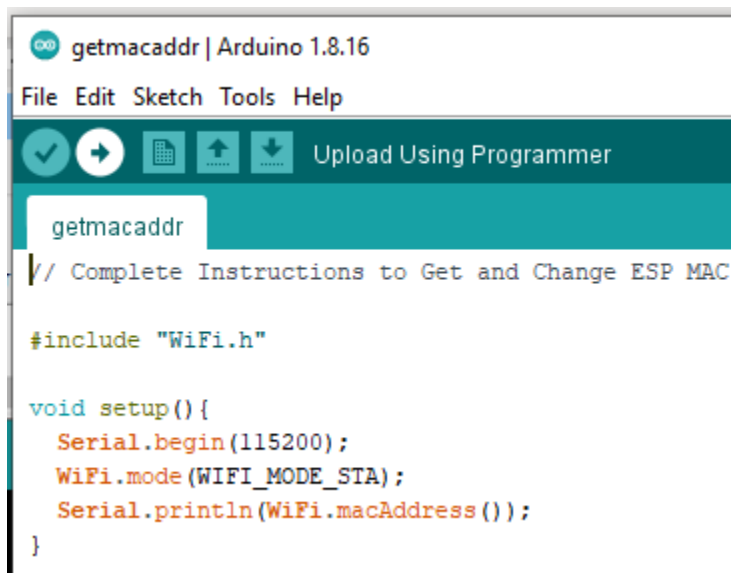 getmacaddr | Arduino 1.8.16
File Edit Sketch Tools Help
Upload Using Programmer
getmacaddr
// Complete Instructions to Get and Change ESP MAC
#include "WiFi.h"
void setup(){
  Serial.begin(115200);
  WiFi.mode(WIFI_MODE_STA);
  Serial.println(WiFi.macAddress());
}